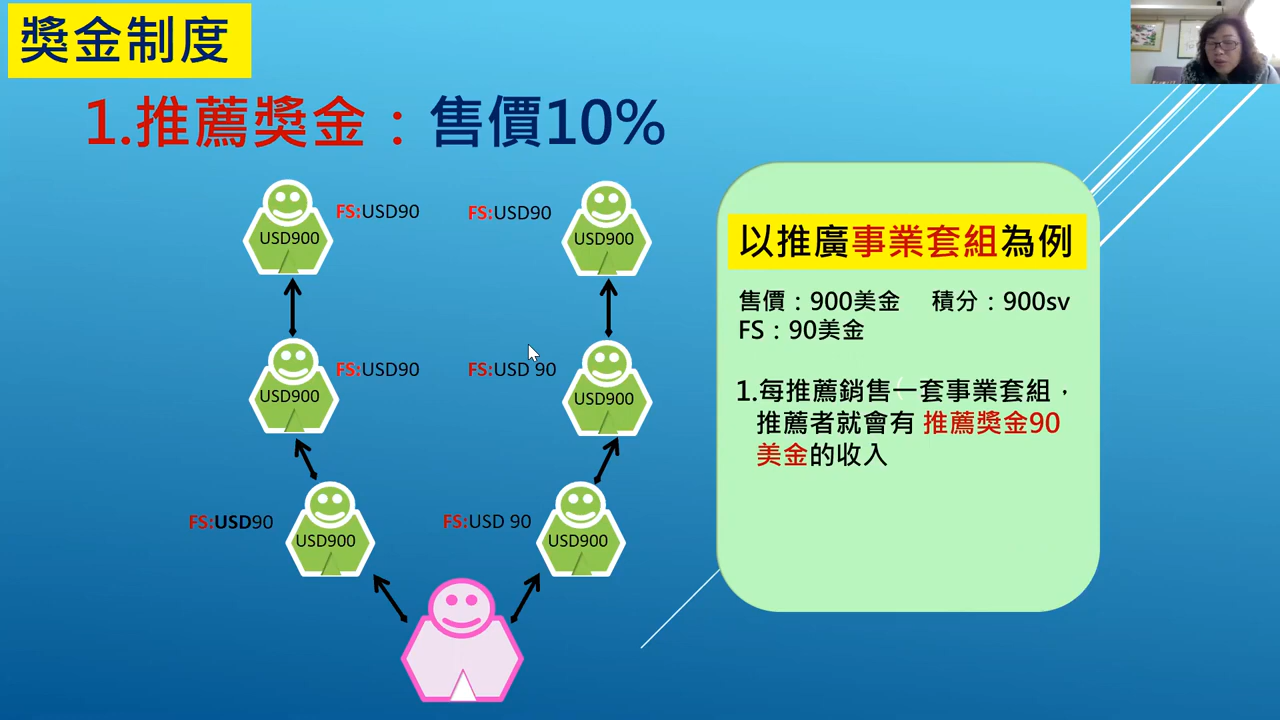 獎金制度
1.推薦獎金：售價10%
USD900
FS:USD90
FS:USD90
USD900
USD900
FS:USD90
FS:USD 90
USD900
FS:USD90
USD900
FS:USD 90
USD900
以推廣事業套組為例
售價：900美金 積分：900sv
FS：90美金
1.每推薦銷售一套事業套組，
推薦者就會有 推薦獎金90
美金的收入